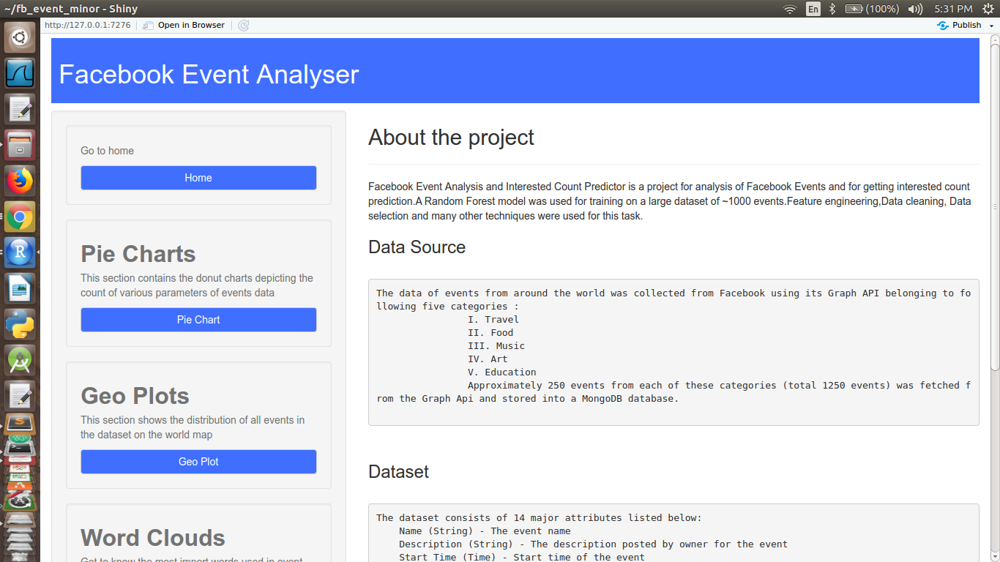 ~/fb_event_minor - Shiny
En
(100%)
5:31 PM
http://127.0.0.1:7276
Open in Browser
Publish
Facebook Event Analyser
Go to home
Home
Pie Charts
This section contains the donut charts depicting the
count of various parameters of events data
Pie Chart
Geo Plots
This section shows the distribution of all events in
the dataset on the world map
Geo Plot
Word Clouds
Get to know the most import words used in event
About the project
Facebook Event Analysis and Interested Count Predictor is a project for analysis of Facebook Events and for getting interested count
prediction.A Random Forest model was used for training on a large dataset of ~1000 events.Feature engineering,Data cleaning, Data
selection and many other techniques were used for this task.
Data Source
The data of events from around the world was collected from Facebook using its Graph API belonging to fo
llowing five categories :
I. Travel
II. Food
III. Music
IV. Art
V. Education
Approximately 250 events from each of these categories (total 1250 events) was fetched f
rom the Graph Api and stored into a MongoDB database.
Dataset
The dataset consists of 14 major attributes listed below:
Name (String) - The event name
Description (String) - The description posted by owner for the event
Start Time (Time) - Start time of the event